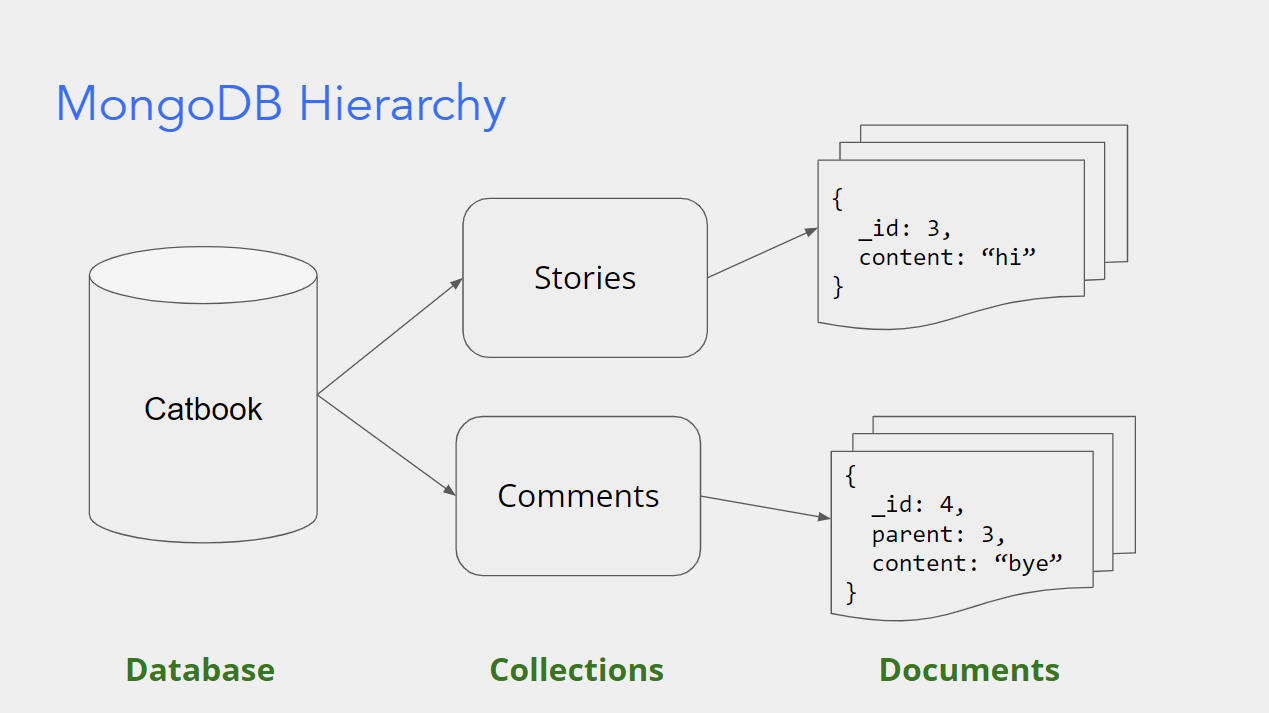 MongoDB Hierarchy
Catbook
Stories
Comments
{
_id: 3,
content: “hi”
}
{
_id: 4,
parent: 3,
content: “bye”
}
Database
Collections
Documents